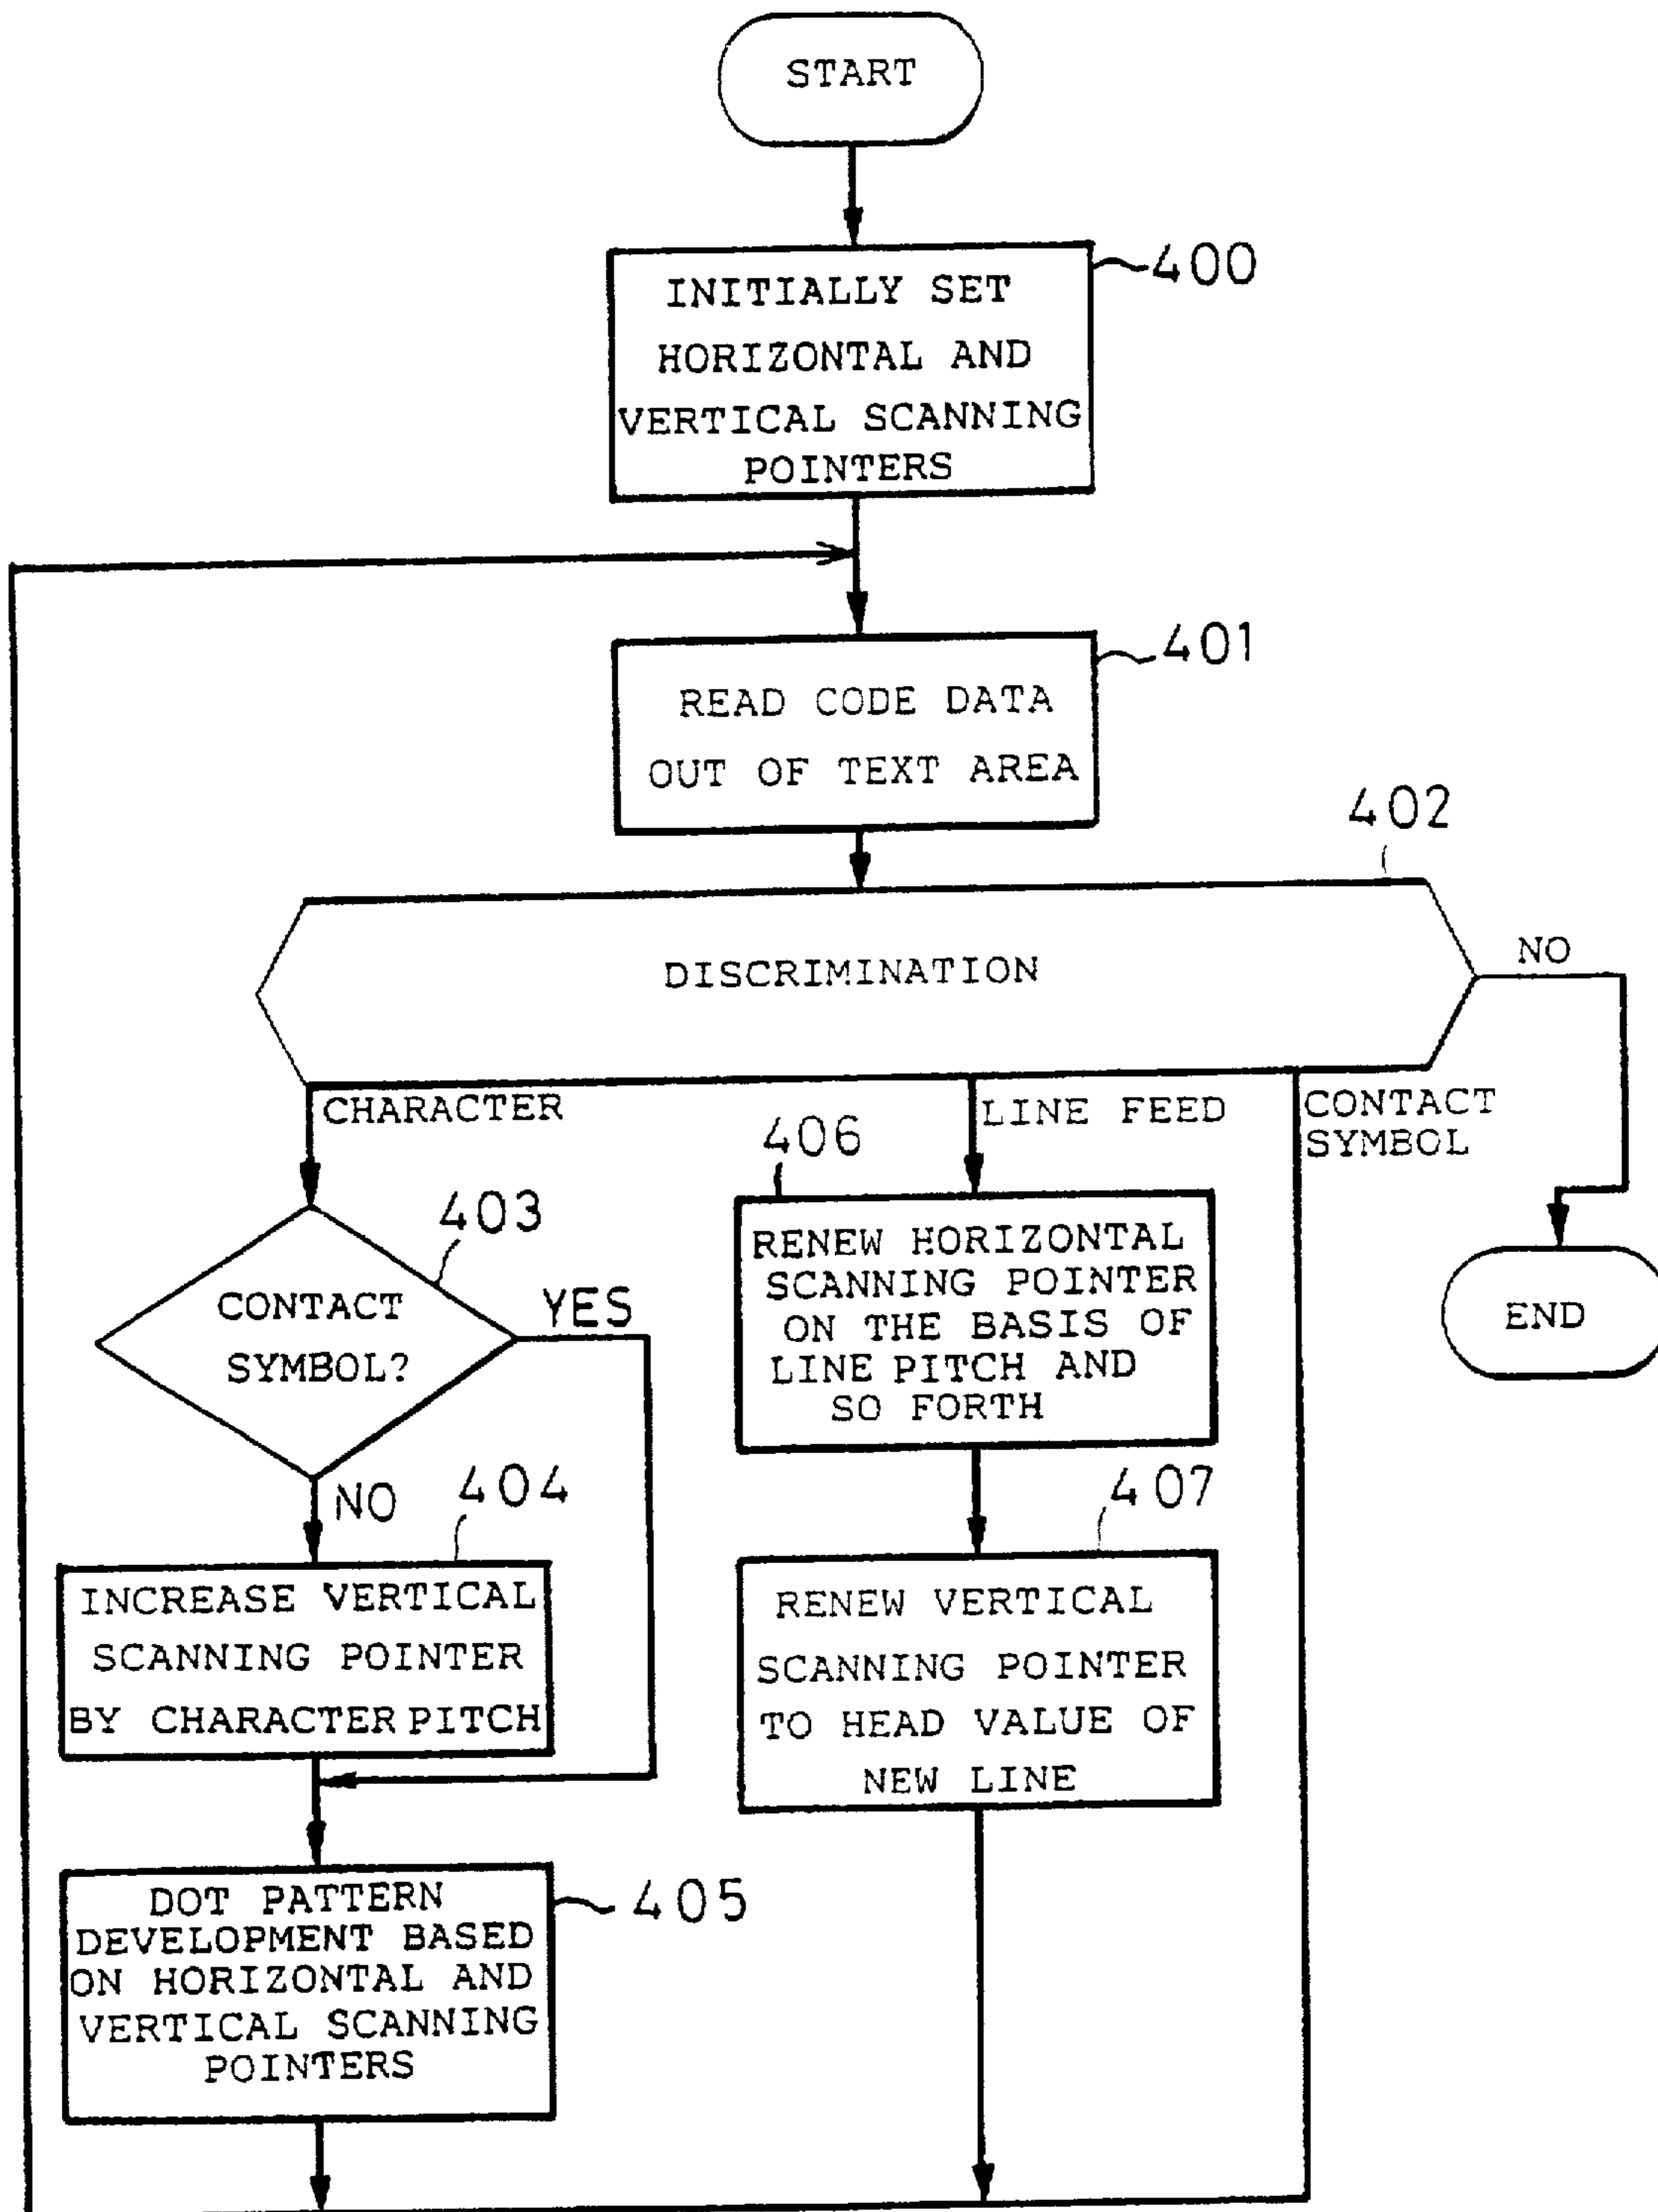 START
400
INITIALLY SET
HORIZONTAL AND
VERTICAL SCANNING
POINTERS
401
READ CODE DATA
OUT OF TEXT AREA
402
DISCRIMINATION
NO
CHARACTER
LINE FEED
CONTACT
SYMBOL
403
CONTACT
SYMBOL?
YES
NO
404
INCREASE VERTICAL
SCANNING POINTER
BY CHARACTER PITCH
405
DOT PATTERN
DEVELOPMENT BASED
ON HORIZONTAL AND
VERTICAL SCANNING
POINTERS
406
RENEW HORIZONTAL
SCANNING POINTER
ON THE BASIS OF
LINE PITCH AND
SO FORTH
407
RENEW VERTICAL
SCANNING POINTER
TO HEAD VALUE OF
NEW LINE
END